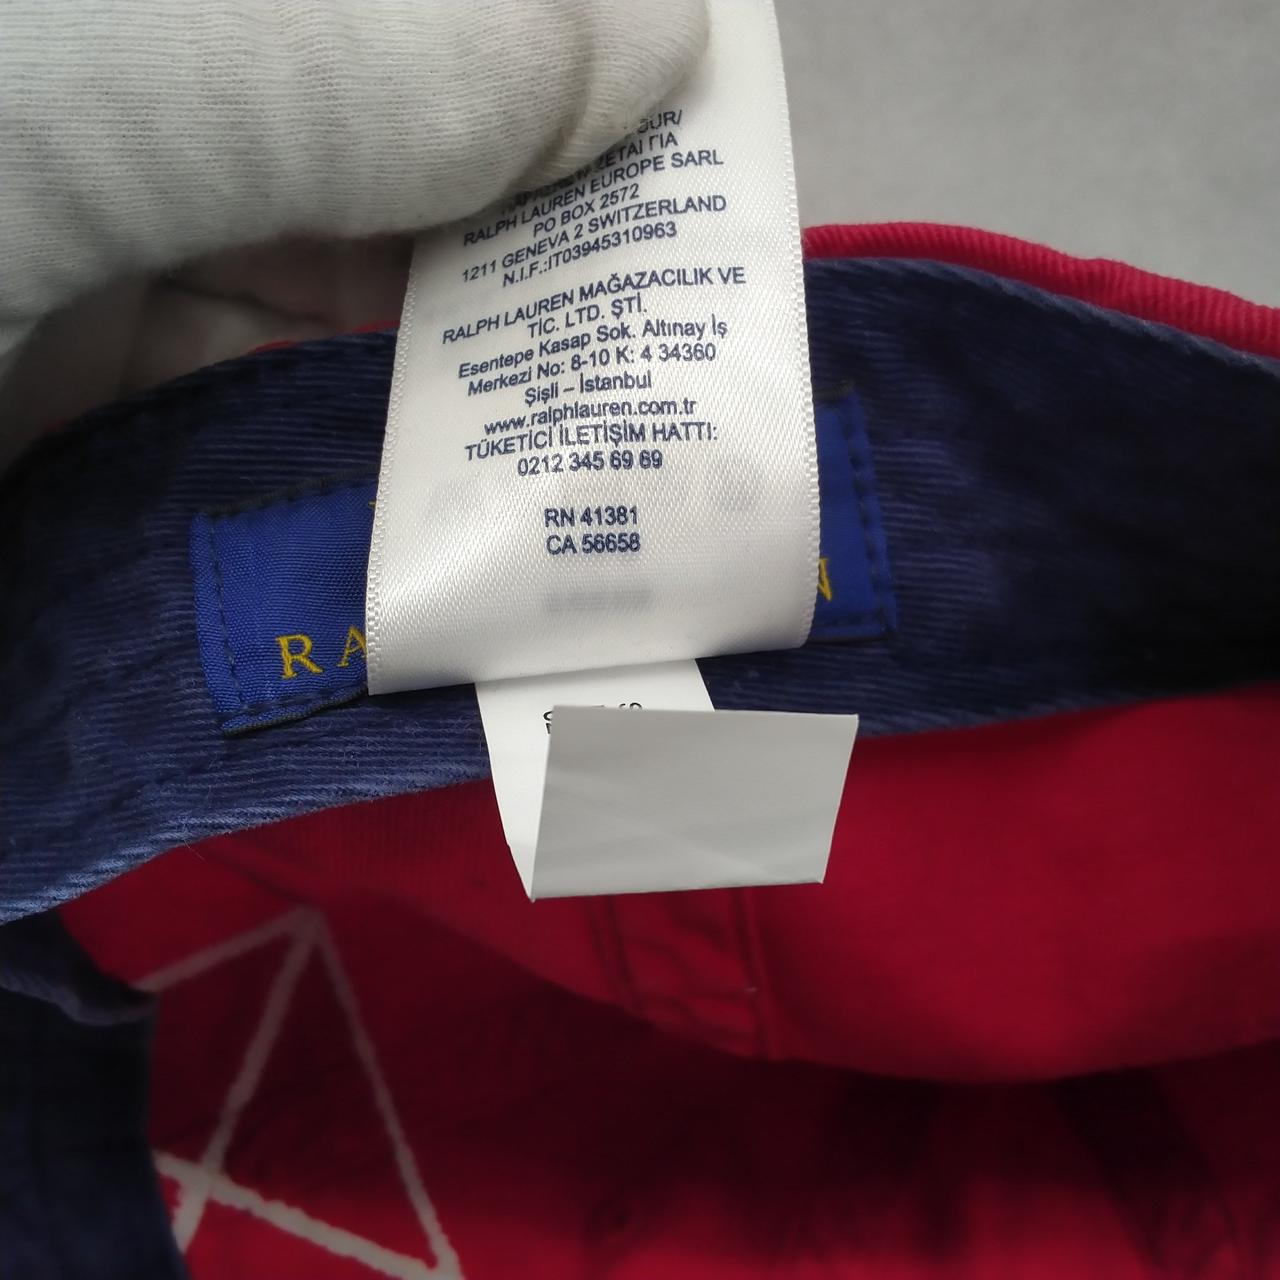 ZETAI ΓIA
RALPH LAUREN EUROPE SARL
PO BOX 2572
1211 GENEVA 2 SWITZERLAND
N.I.F.:IT03945310963
RALPH LAUREN MAĞAZACILIK VE
TİC. LTD. ŞTİ.
Esentepe Kasap Sok. Altınay İş
Merkezi No: 8-10 K: 4 34360
Şişli – İstanbul
www.ralphlauren.com.tr
TÜKETİCİ İLETİŞİM HATTI:
0212 345 69 69
RN 41381
CA 56658
RA
N